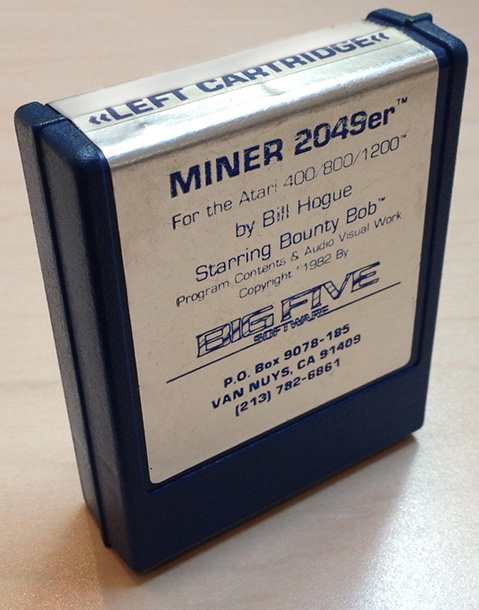 «LEFT CARTRIDGE«
MINER 2049er™
For the Atari 400/800/1200™
by Bill Hogue
Starring Bounty Bob™
Program Contents & Audio Visual Work
Copyright ©1982 By
BIG FIVE
SOFTWARE
P.O. Box 9078-185
VAN NUYS, CA 91409
(213) 782-6861